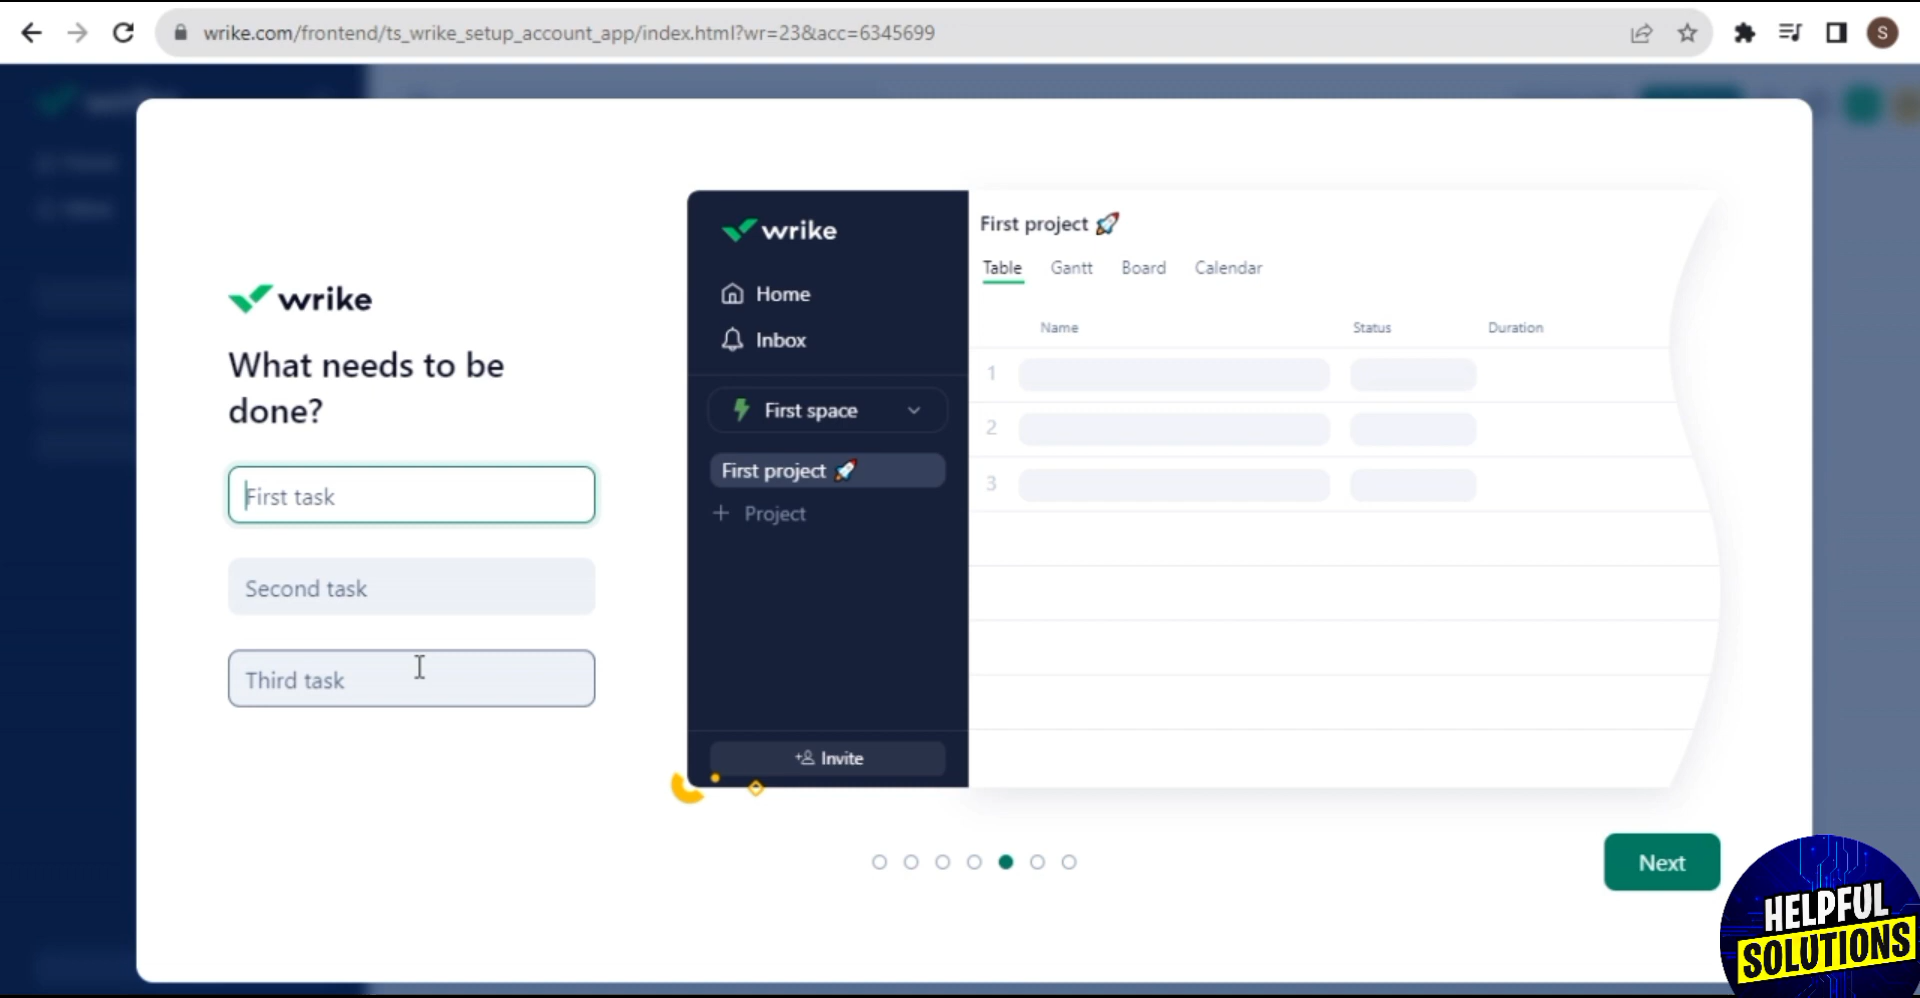 wrike.com/frontend/ts_wrike_setup_account_app/index.html?wr=23&acc=6345699
S
wrike
What needs to be
done?
First task
Second task
Third task
wrike
Home
Inbox
First space
First project
Project
Invite
First project
Table Gantt Board Calendar
Name Status Duration
1
2
3
Next
HELPFUL
SOLUTIONS